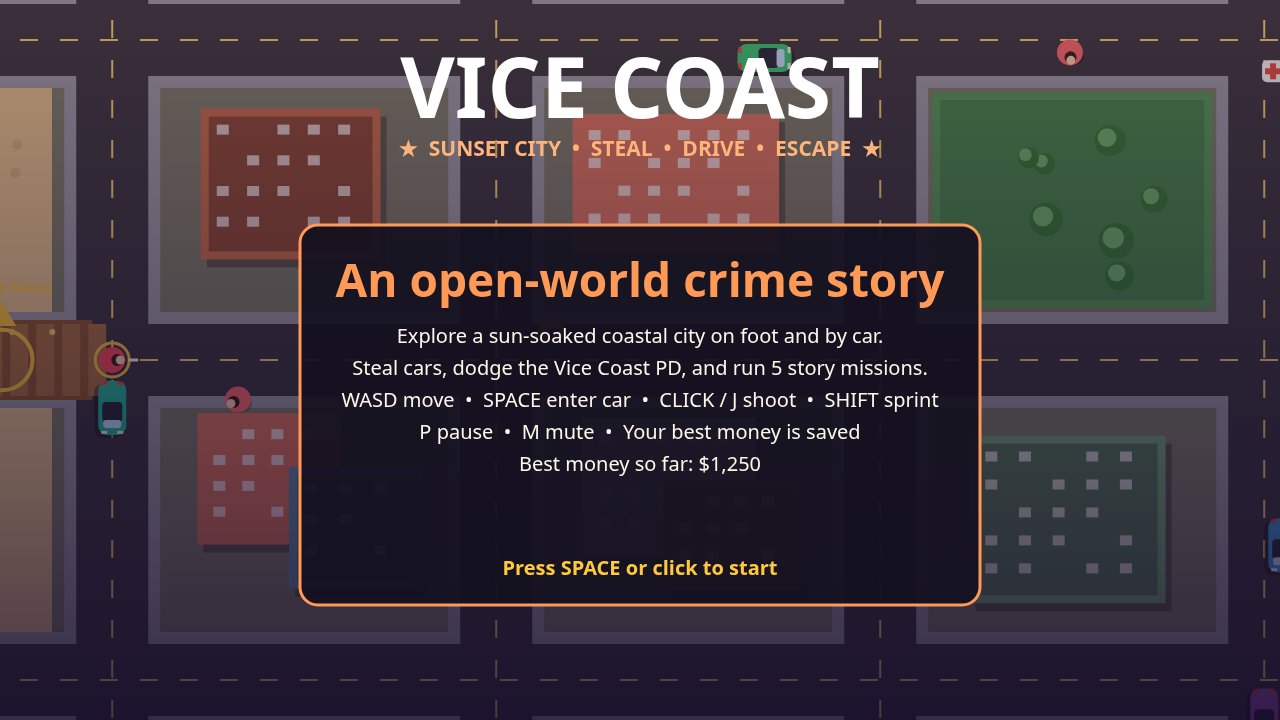 VICE COAST
★ SUNSET CITY • STEAL • DRIVE • ESCAPE ★
An open-world crime story
Explore a sun-soaked coastal city on foot and by car.
Steal cars, dodge the Vice Coast PD, and run 5 story missions.
WASD move • SPACE enter car • CLICK / J shoot • SHIFT sprint
P pause • M mute • Your best money is saved
Best money so far: $1,250
Press SPACE or click to start